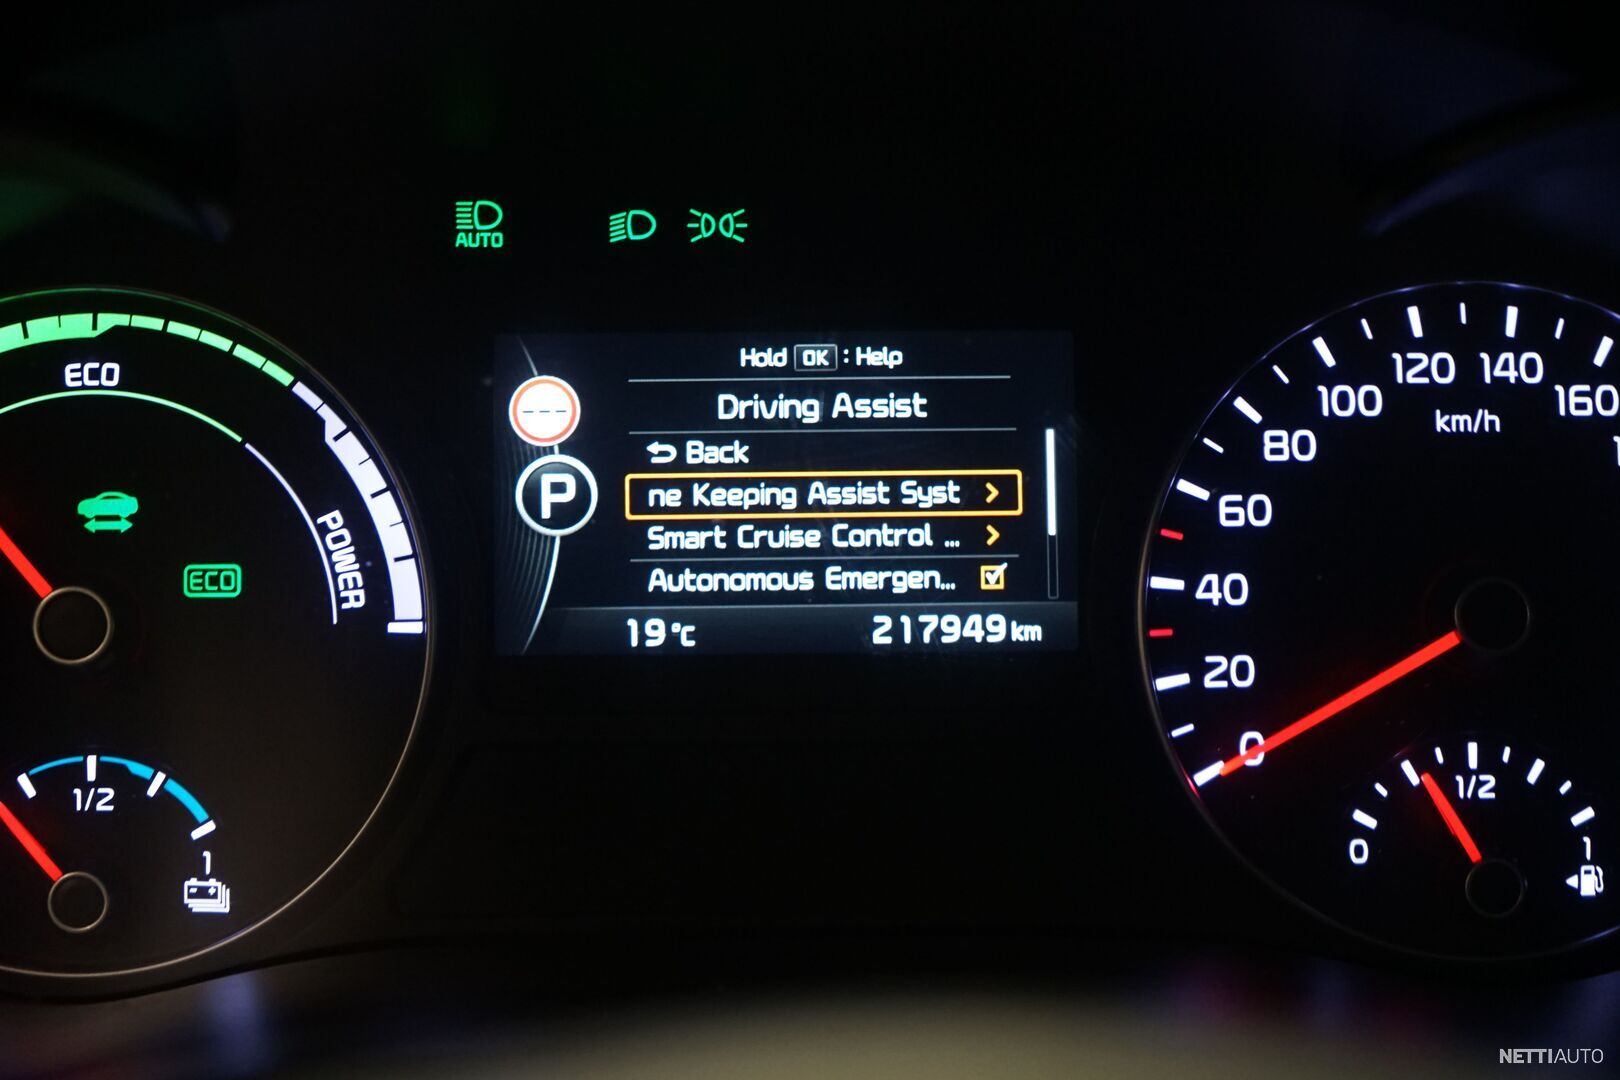 AUTO
Hold OK : Help
Driving Assist
Back
ne Keeping Assist Syst
Smart Cruise Control ...
Autonomous Emergen...
19°C
217949 km
P
ECO
POWER
ECO
1/2
1
0
20
40
60
80
100
120
140
160
km/h
0
1/2
1
NETTIAUTO